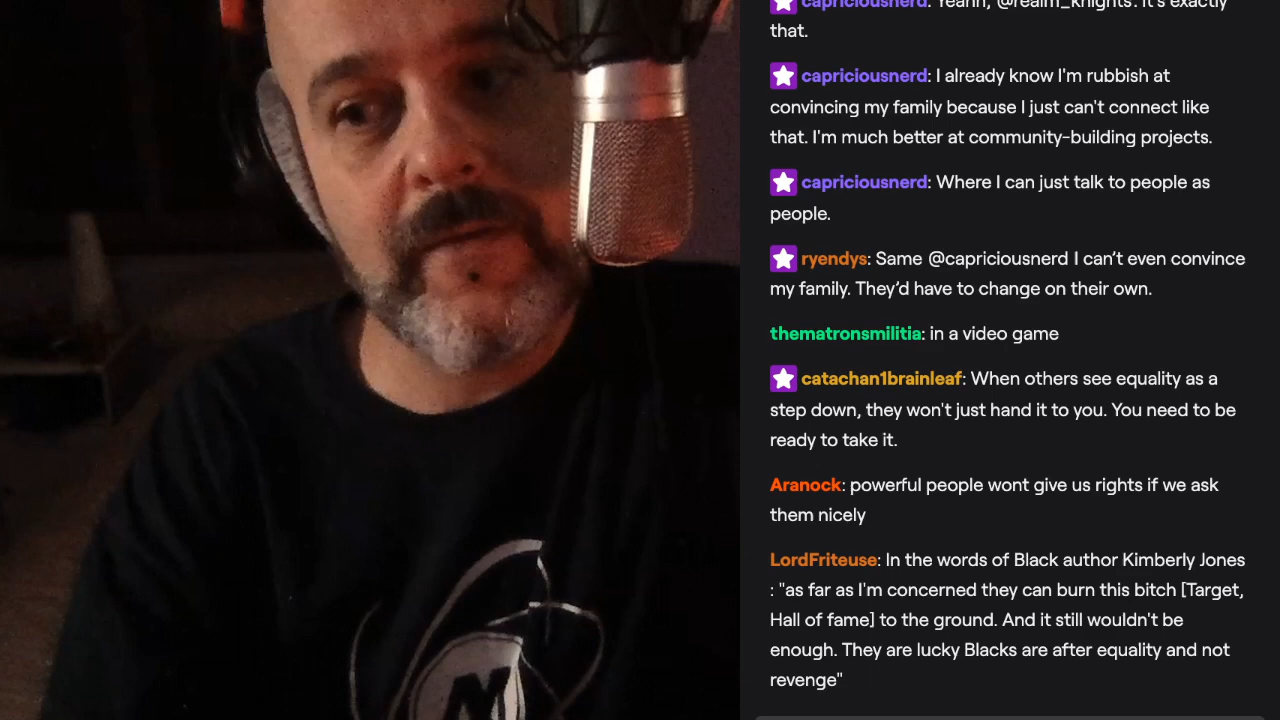 capriciousnerd: Yeahh, @realm_knights. It's exactly
that.
capriciousnerd: I already know I'm rubbish at
convincing my family because I just can't connect like
that. I'm much better at community-building projects.
capriciousnerd: Where I can just talk to people as
people.
ryendys: Same @capriciousnerd I can’t even convince
my family. They’d have to change on their own.
thematronsmilitia: in a video game
catachan1brainleaf: When others see equality as a
step down, they won't just hand it to you. You need to be
ready to take it.
Aranock: powerful people wont give us rights if we ask
them nicely
LordFriteuse: In the words of Black author Kimberly Jones
: "as far as I'm concerned they can burn this bitch [Target,
Hall of fame] to the ground. And it still wouldn't be
enough. They are lucky Blacks are after equality and not
revenge"
N